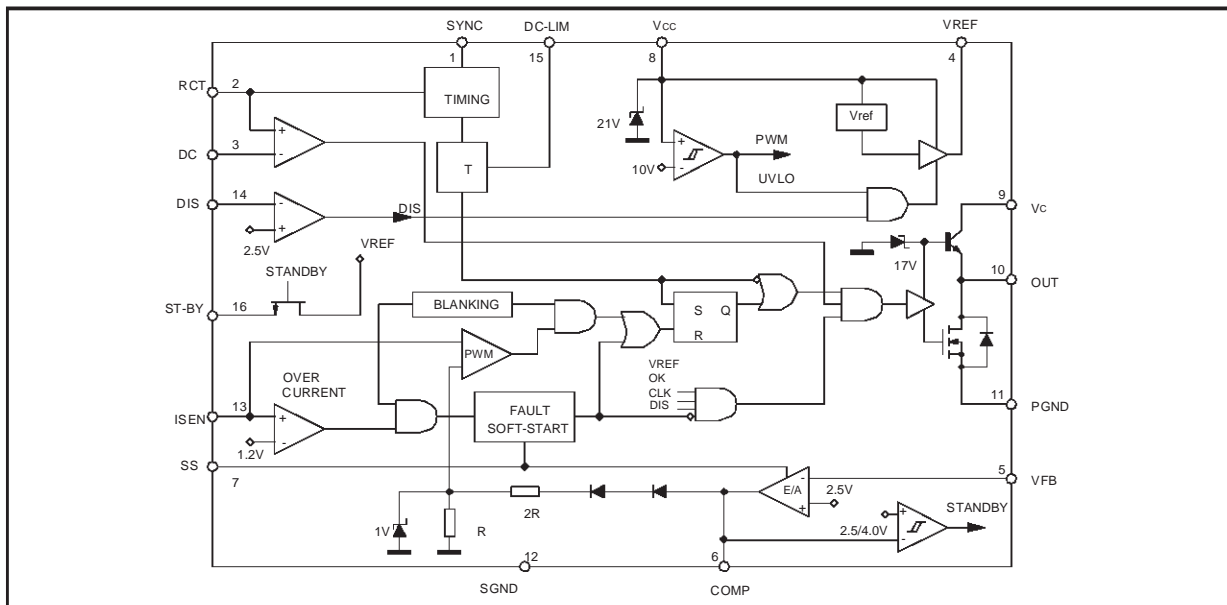 SYNC DC-LIM VCC VREF
1 15 8 4
RCT 2
TIMING
+
-
DC 3
T
21V
Vref
+
-
10V
PWM
UVLO
DIS 14
-
+
2.5V
DIS
9 VC
VREF
17V
STANDBY
10 OUT
ST-BY 16
BLANKING
S Q
R
PWM
VREF
OK
CLK
DIS
OVER
CURRENT
ISEN 13
+
-
1.2V
FAULT
SOFT-START
11 PGND
SS 7
5 VFB
-
E/A
+
2.5V
STANDBY
2R
1V
R
+
-
2.5/4.0V
12 6
SGND COMP